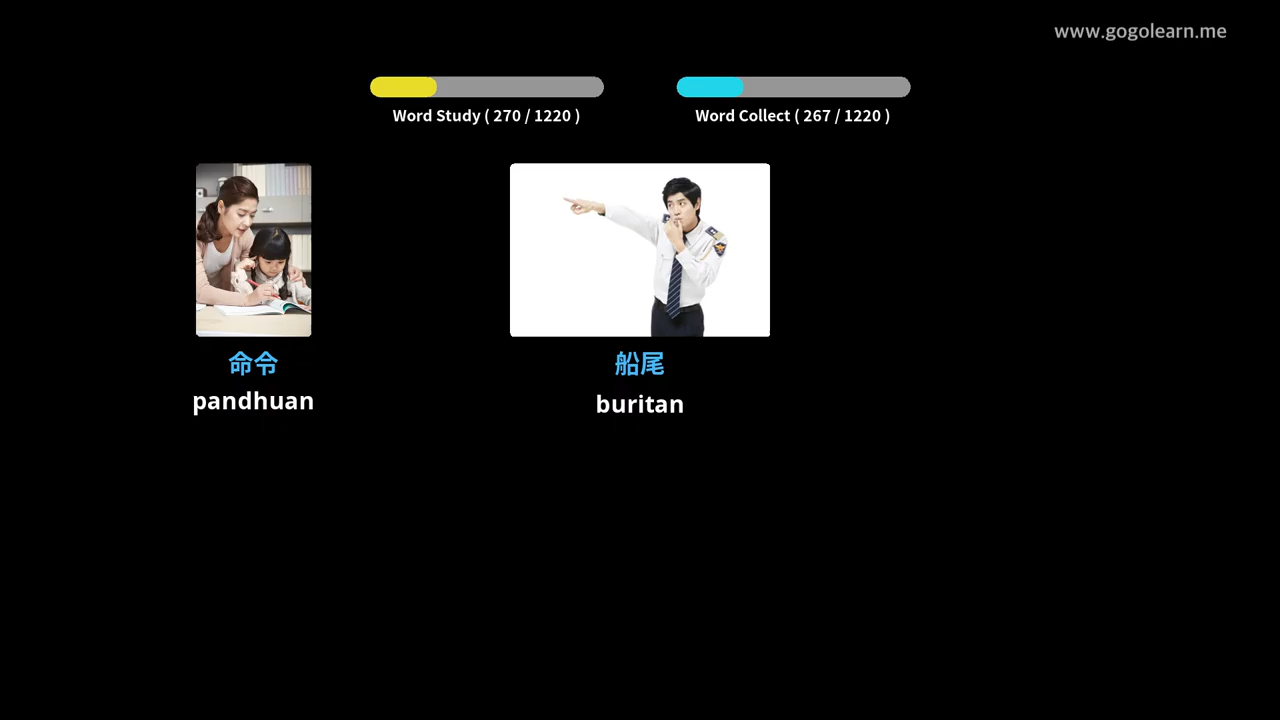 www.gogolearn.me
Word Study ( 270 / 1220 )
Word Collect ( 267 / 1220 )
命令
pandhuan
船尾
buritan